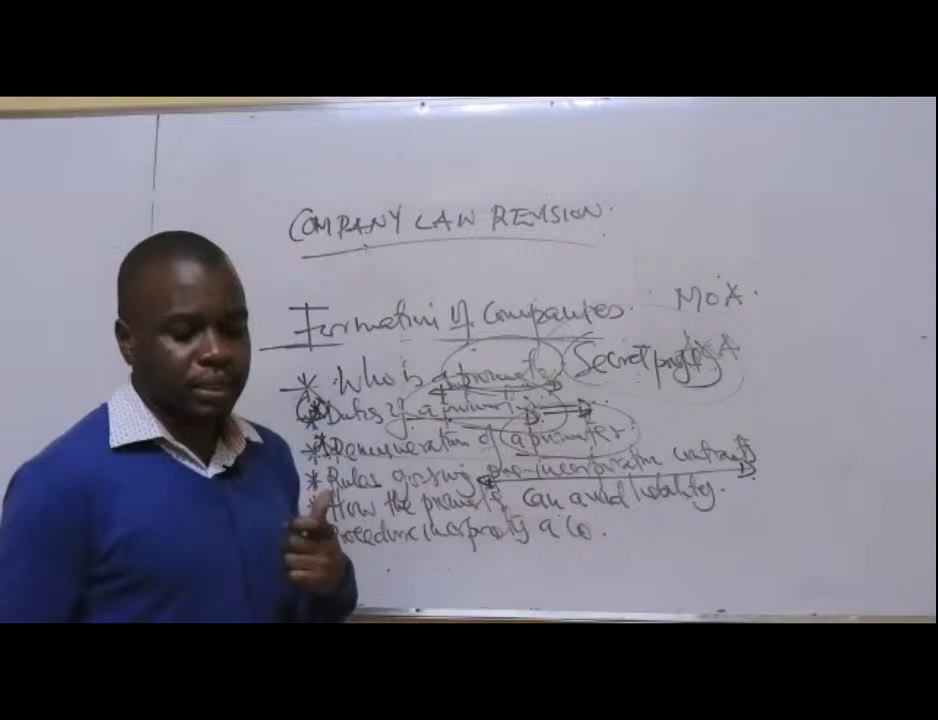 COMPANY LAW REVISION.
Formation of Companies. MOA.
* Who is a promoter Secret profits
* Duties of a promoter
* Remuneration of a promoter.
* Rules governing pre-incorporation contracts
* How the promoter can avoid liability.
Procedure incorporating a Co.